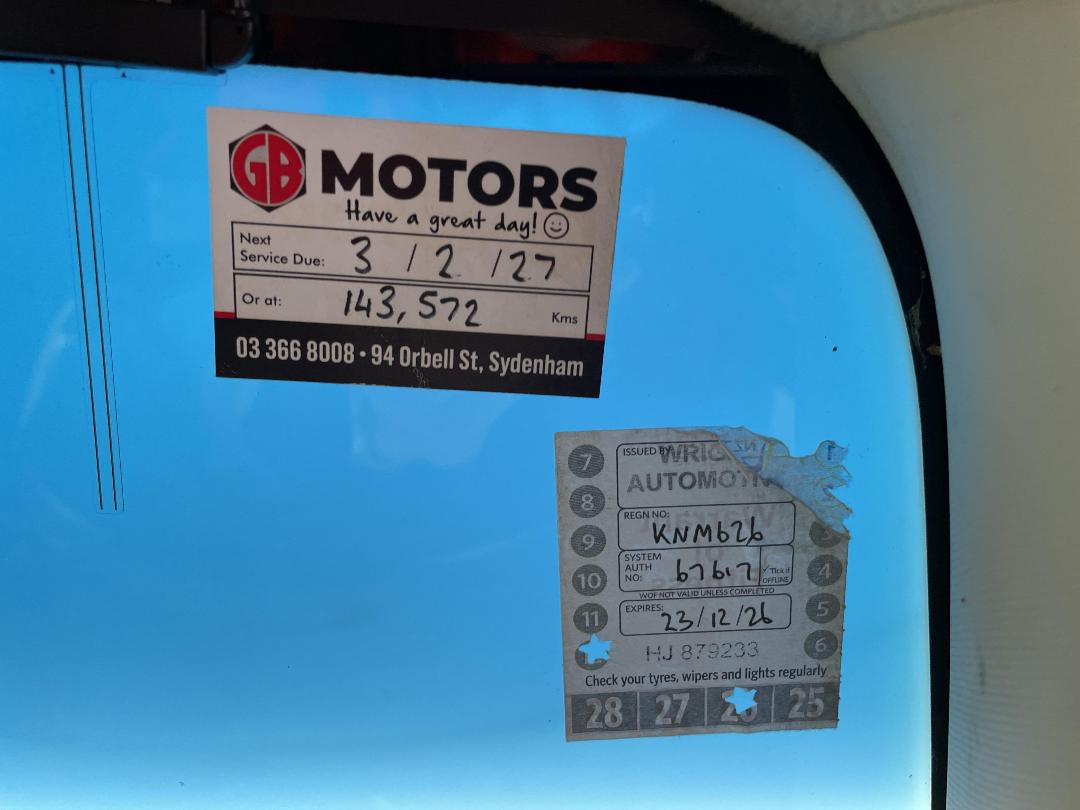 GB MOTORS
Have a great day!
Next
Service Due: 3 / 2 / 27
Or at: 143,572 Kms
03 366 8008 • 94 Orbell St, Sydenham
ISSUED BY
AUTOMOTIV
REGN NO:
KNM626
SYSTEM
AUTH
NO: 67617
✓ Tick if
OFFLINE
WOF NOT VALID UNLESS COMPLETED
EXPIRES: 23/12/26
HJ 879233
Check your tyres, wipers and lights regularly
7
8
9
10
11
4
5
6
28 27 26 25